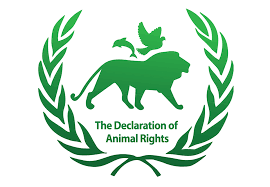 The Declaration of
Animal Rights